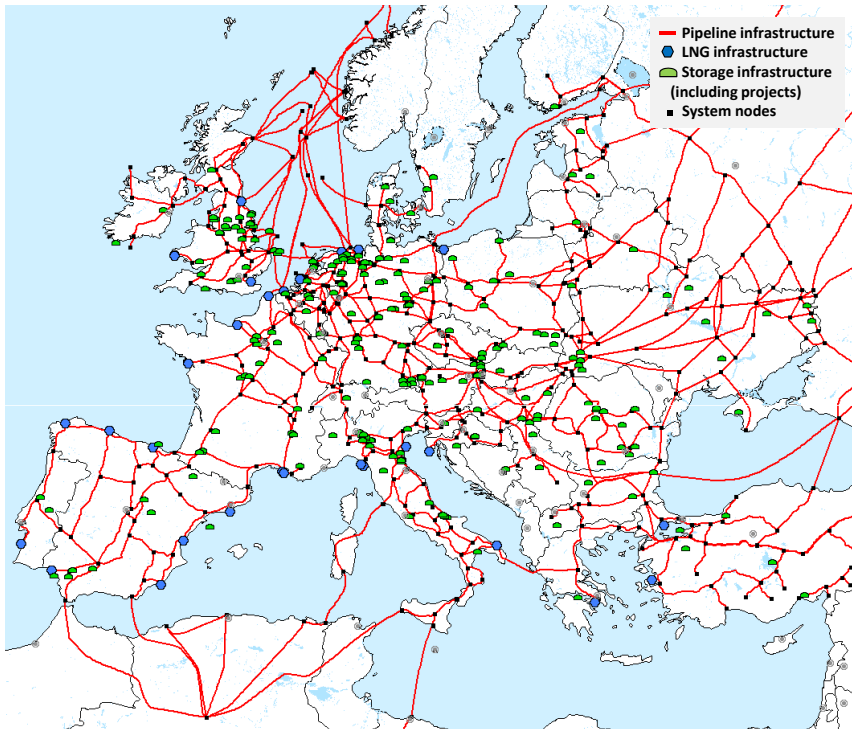 Pipeline infrastructure
LNG infrastructure
Storage infrastructure
(including projects)
System nodes